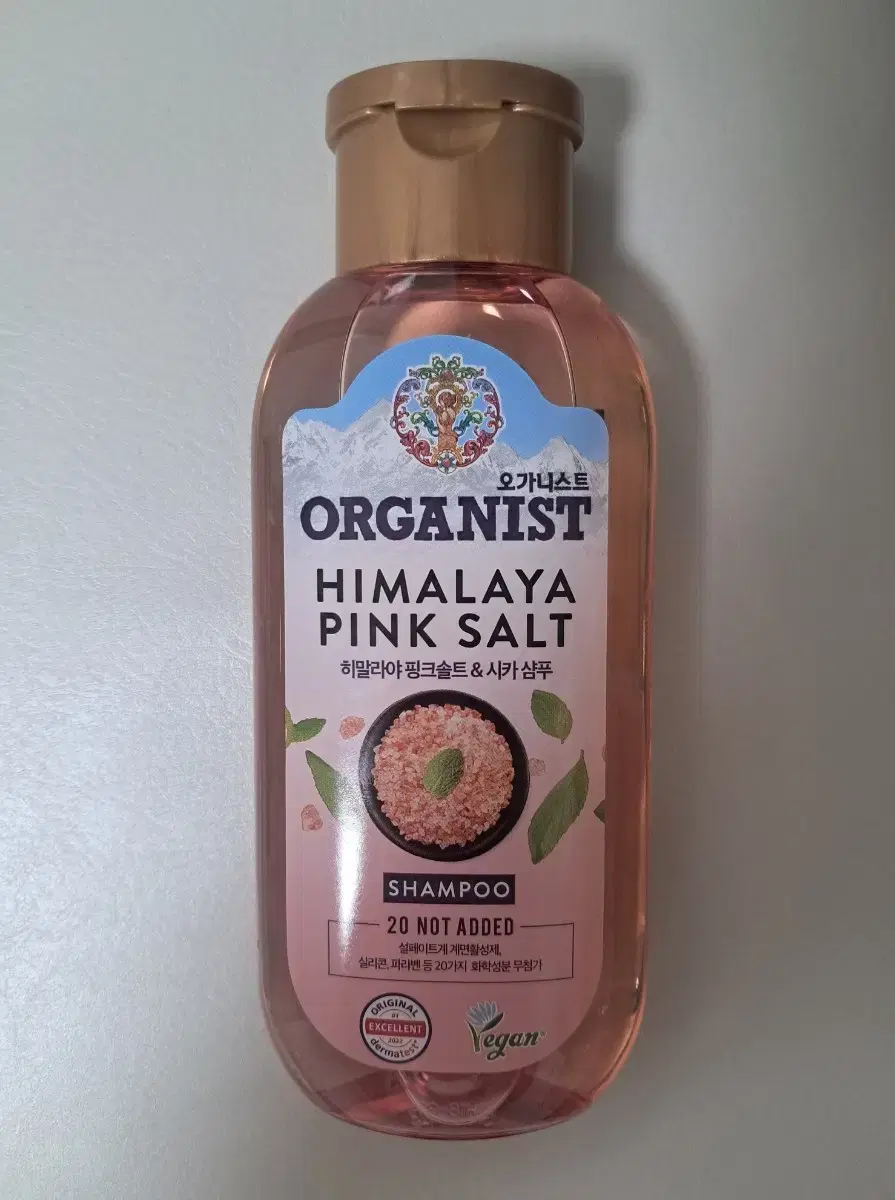 오가니스트
ORGANIST
HIMALAYA
PINK SALT
히말라야 핑크솔트 & 시카 샴푸
SHAMPOO
20 NOT ADDED
설페이트계 계면활성제,
실리콘, 파라벤 등 20가지 화학성분 무첨가
ORIGINAL
EXCELLENT
2022
dermatest
Vegan